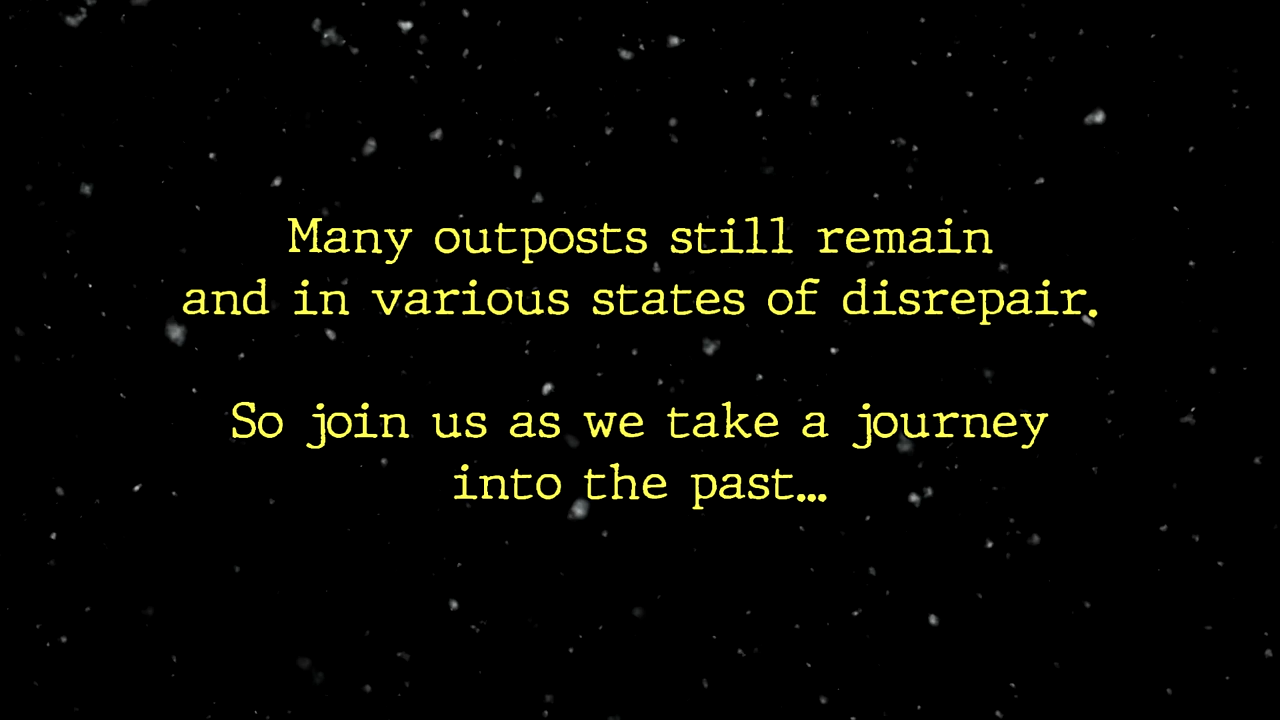 Many outposts still remain
and in various states of disrepair.
So join us as we take a journey
into the past...